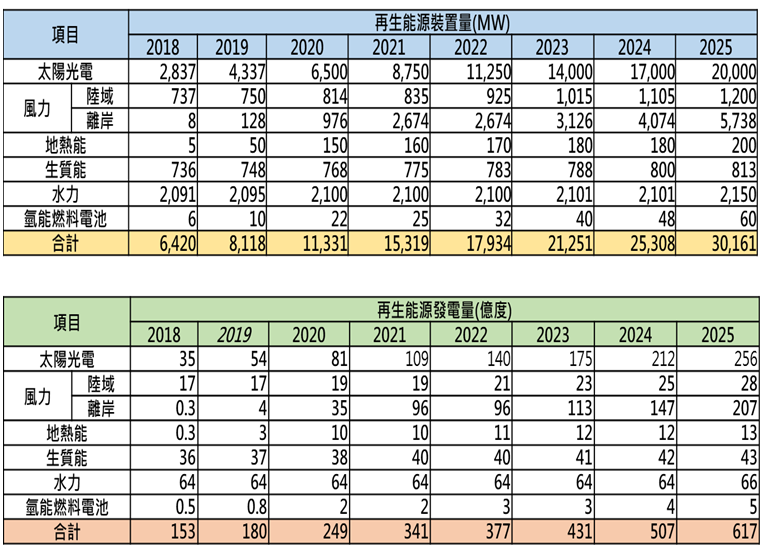 項目 再生能源裝置量(MW)
2018 2019 2020 2021 2022 2023 2024 2025
太陽光電 2,837 4,337 6,500 8,750 11,250 14,000 17,000 20,000
風力 陸域 737 750 814 835 925 1,015 1,105 1,200
離岸 8 128 976 2,674 2,674 3,126 4,074 5,738
地熱能 5 50 150 160 170 180 180 200
生質能 736 748 768 775 783 788 800 813
水力 2,091 2,095 2,100 2,100 2,100 2,101 2,101 2,150
氫能燃料電池 6 10 22 25 32 40 48 60
合計 6,420 8,118 11,331 15,319 17,934 21,251 25,308 30,161
項目 再生能源發電量(億度)
2018 2019 2020 2021 2022 2023 2024 2025
太陽光電 35 54 81 109 140 175 212 256
風力 陸域 17 17 19 19 21 23 25 28
離岸 0.3 4 35 96 96 113 147 207
地熱能 0.3 3 10 10 11 12 12 13
生質能 36 37 38 40 40 41 42 43
水力 64 64 64 64 64 64 64 66
氫能燃料電池 0.5 0.8 2 2 3 3 4 5
合計 153 180 249 341 377 431 507 617